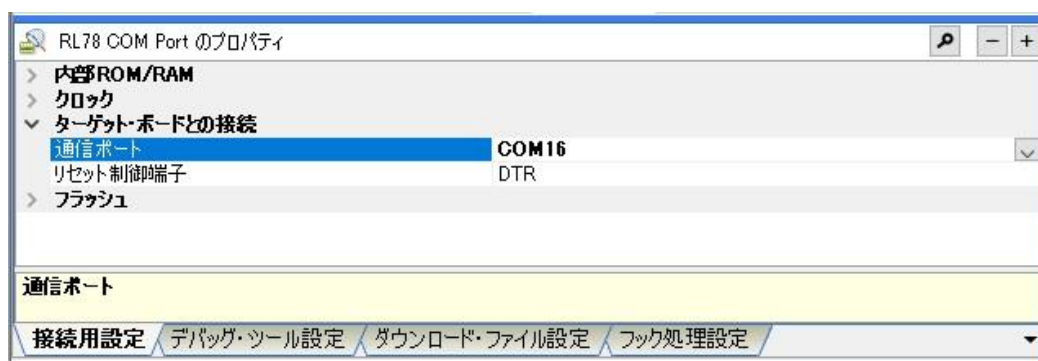 RL78 COM Port のプロパティ
内部ROM/RAM
クロック
ターゲット・ボードとの接続
通信ポート COM16
リセット制御端子 DTR
フラッシュ
通信ポート
接続用設定 デバッグ・ツール設定 ダウンロード・ファイル設定 フック処理設定